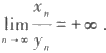 lim_{n→∞} x_n / y_n = +∞ .